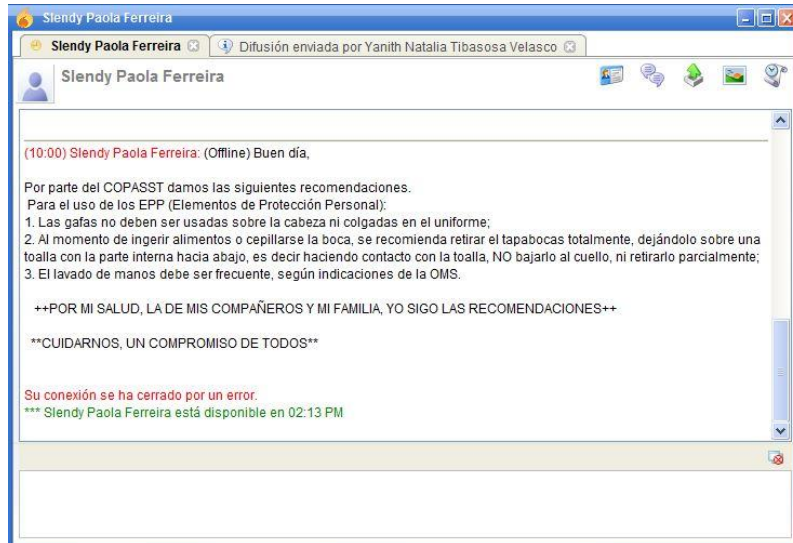 Slendy Paola Ferreira
Slendy Paola Ferreira
Difusión enviada por Yanith Natalia Tibasosa Velasco
Slendy Paola Ferreira
(10:00) Slendy Paola Ferreira: (Offline) Buen día,
Por parte del COPASST damos las siguientes recomendaciones.
Para el uso de los EPP (Elementos de Protección Personal):
1. Las gafas no deben ser usadas sobre la cabeza ni colgadas en el uniforme;
2. Al momento de ingerir alimentos o cepillarse la boca, se recomienda retirar el tapabocas totalmente, dejándolo sobre una
toalla con la parte interna hacia abajo, es decir haciendo contacto con la toalla, NO bajarlo al cuello, ni retirarlo parcialmente;
3. El lavado de manos debe ser frecuente, según indicaciones de la OMS.
++POR MI SALUD, LA DE MIS COMPAÑEROS Y MI FAMILIA, YO SIGO LAS RECOMENDACIONES++
**CUIDARNOS, UN COMPROMISO DE TODOS**
Su conexión se ha cerrado por un error.
*** Slendy Paola Ferreira está disponible en 02:13 PM